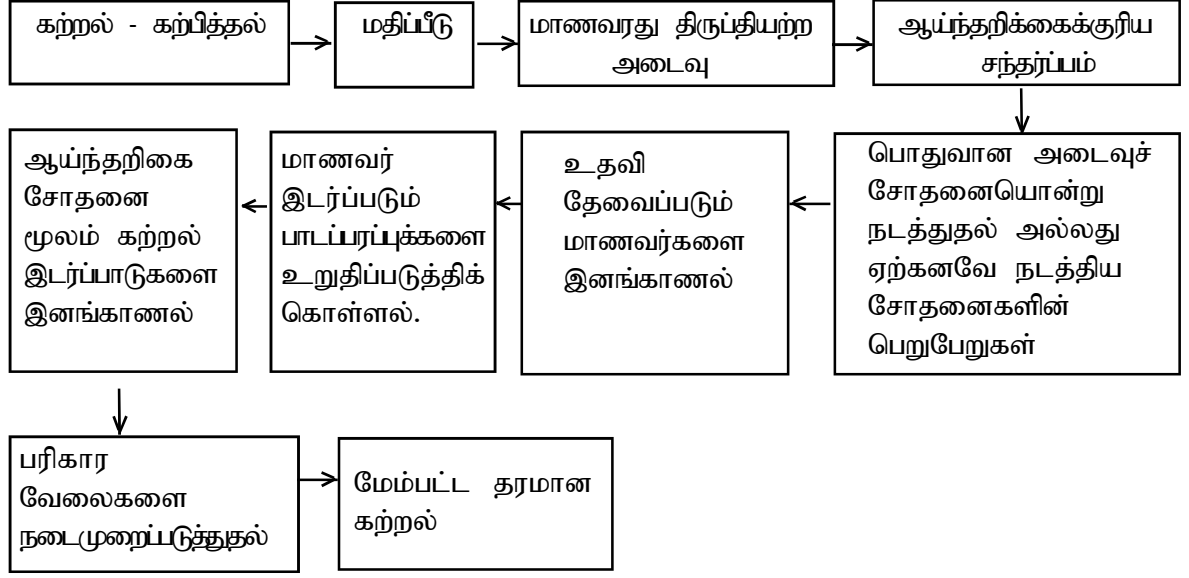 கற்றல் - கற்பித்தல்
மதிப்பீடு
மாணவரது திருப்தியற்ற
அடைவு
ஆய்ந்தறிக்கைக்குரிய
சந்தர்ப்பம்
பொதுவான அடைவுச்
சோதனையொன்று
நடத்துதல் அல்லது
ஏற்கனவே நடத்திய
சோதனைகளின்
பெறுபேறுகள்
உதவி
தேவைப்படும்
மாணவர்களை
இனங்காணல்
மாணவர்
இடர்ப்படும்
பாடப்பரப்புக்களை
உறுதிப்படுத்திக்
கொள்ளல்.
ஆய்ந்தறிகை
சோதனை
மூலம் கற்றல்
இடர்ப்பாடுகளை
இனங்காணல்
பரிகார
வேலைகளை
நடைமுறைப்படுத்துதல்
மேம்பட்ட தரமான
கற்றல்